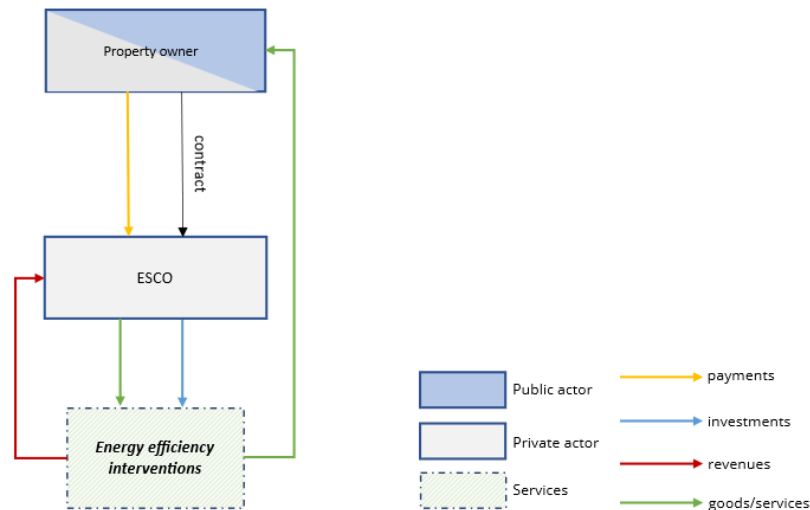 Property owner
contract
ESCO
Energy efficiency
interventions
Public actor
Private actor
Services
payments
investments
revenues
goods/services